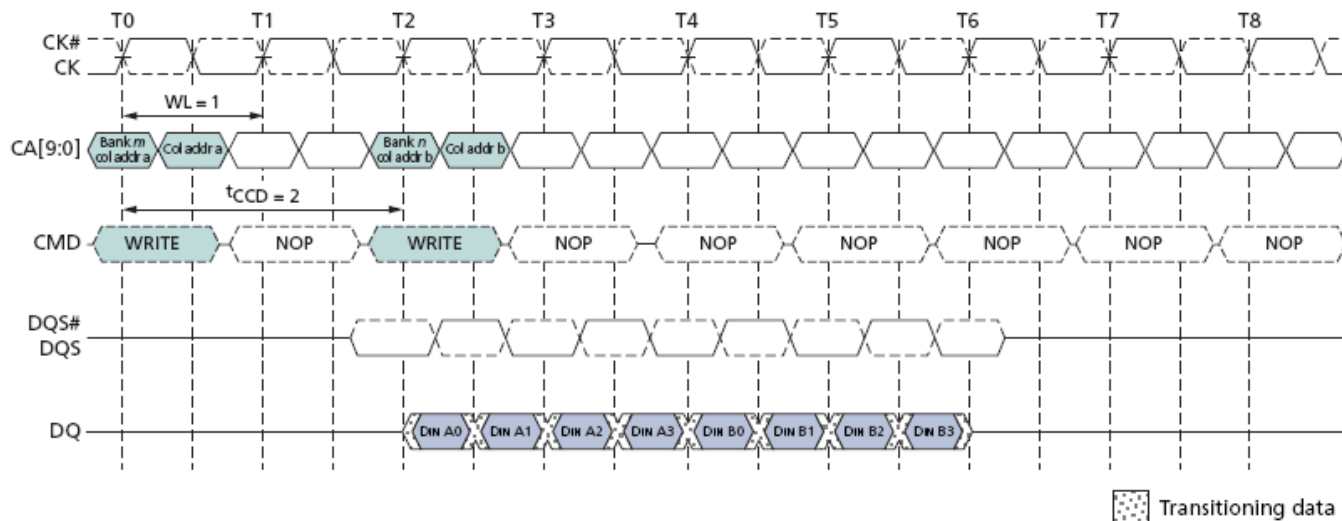 T0 T1 T2 T3 T4 T5 T6 T7 T8
CK#
CK
WL = 1
CA[9:0] Bank m col addr a Col addr a Bank n col addr b Col addr b
tCCD = 2
CMD WRITE NOP WRITE NOP NOP NOP NOP NOP NOP
DQS#
DQS
DQ DIN A0 DIN A1 DIN A2 DIN A3 DIN B0 DIN B1 DIN B2 DIN B3
Transitioning data